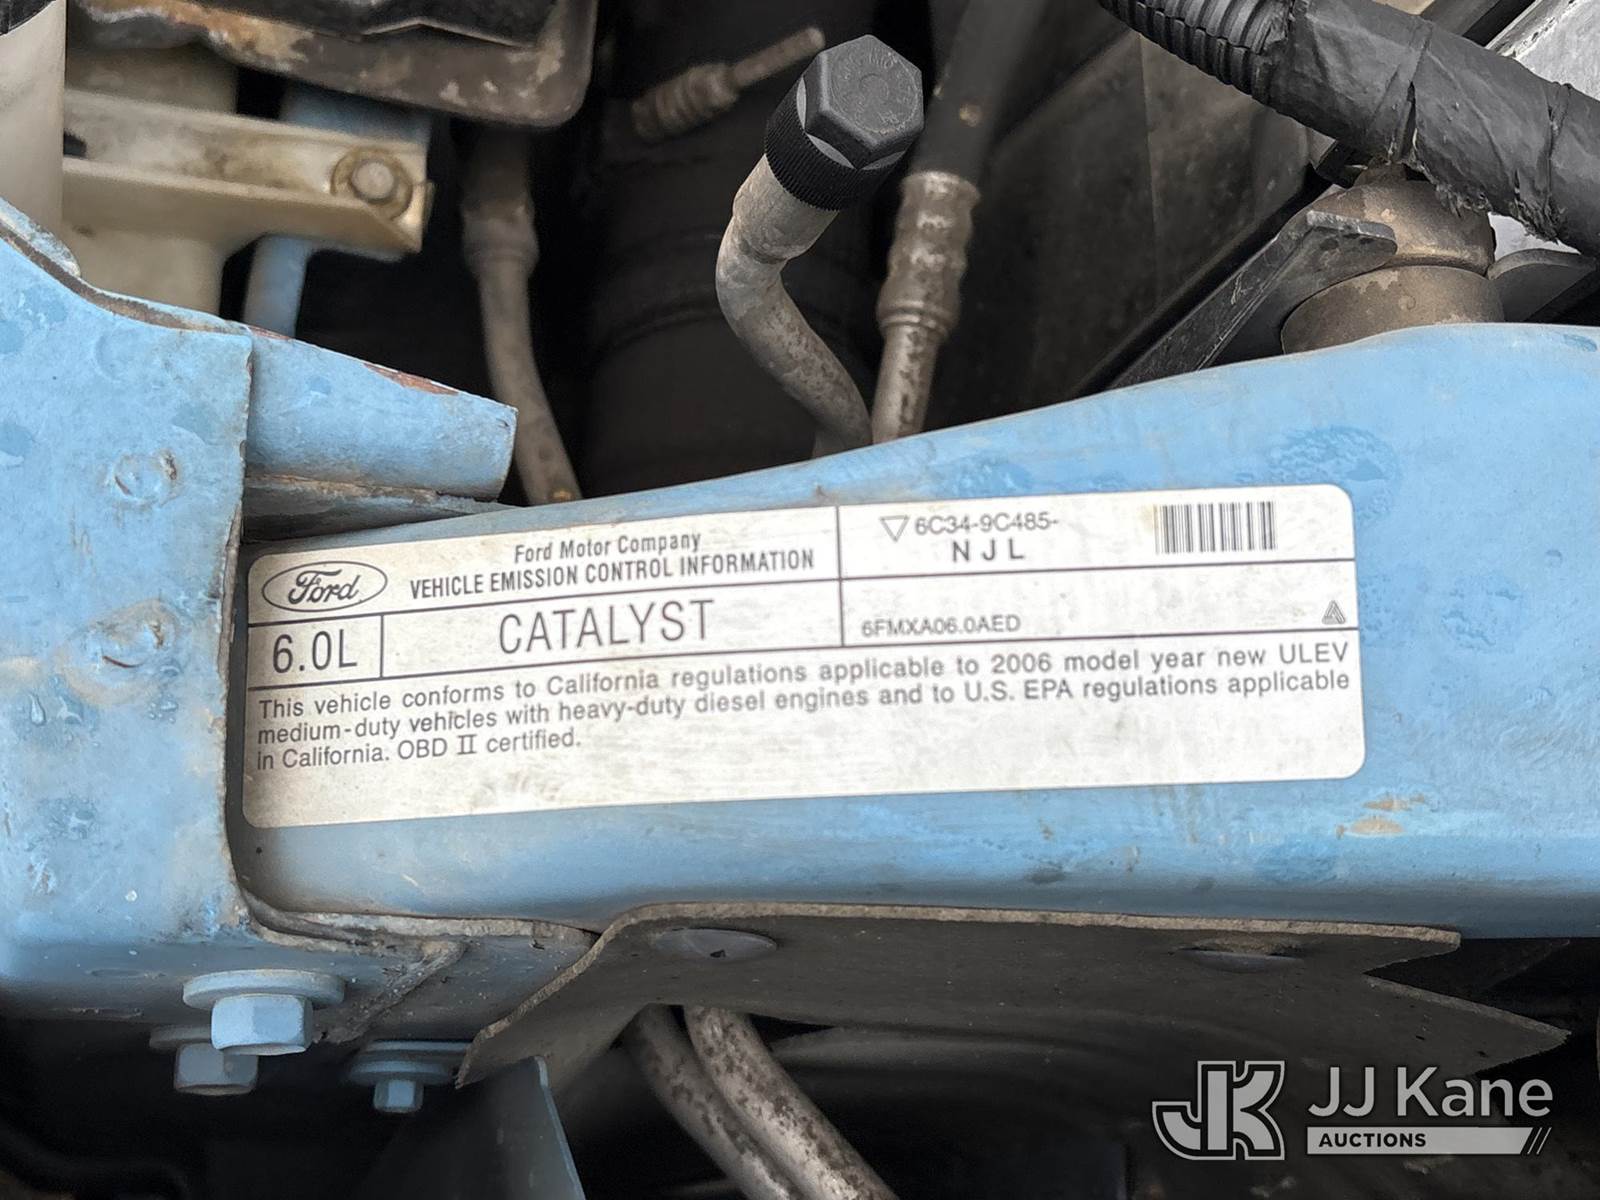 Ford
Ford Motor Company
VEHICLE EMISSION CONTROL INFORMATION
6C34-9C485-
N J L
6.0L
CATALYST
6FMXA06.0AED
This vehicle conforms to California regulations applicable to 2006 model year new ULEV
medium-duty vehicles with heavy-duty diesel engines and to U.S. EPA regulations applicable
in California. OBD II certified.
JK
JJ Kane
AUCTIONS